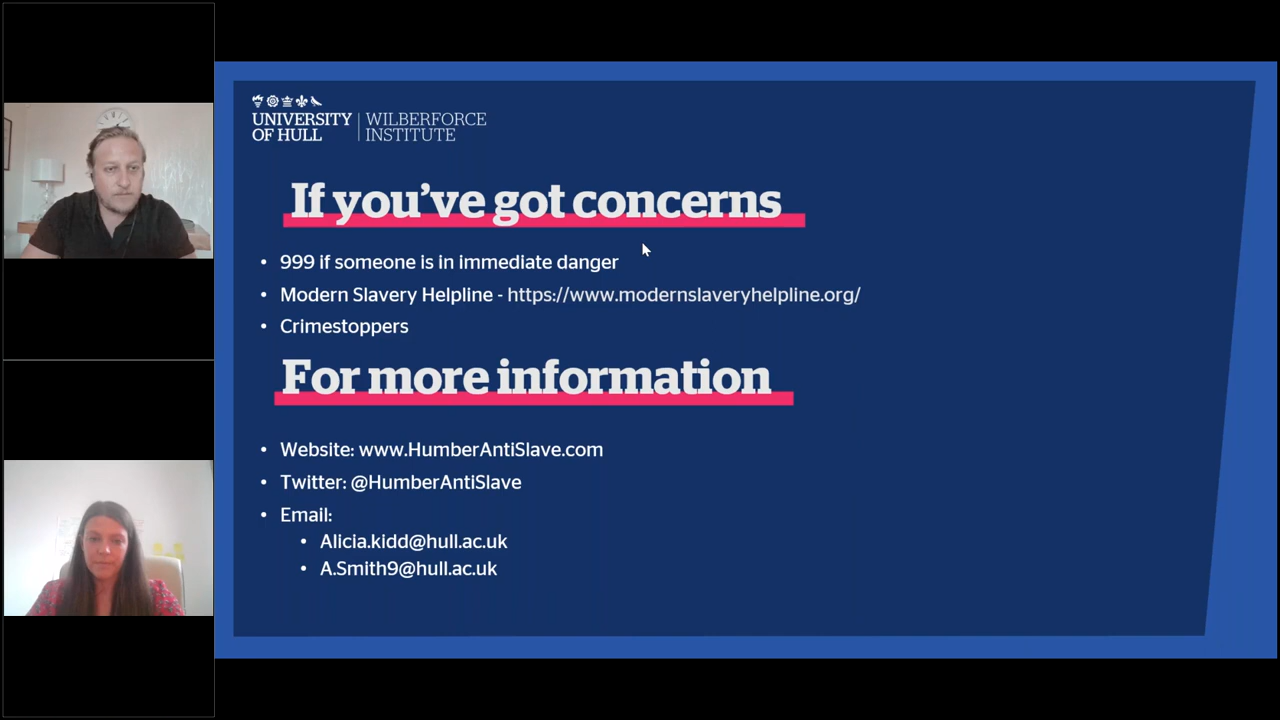 UNIVERSITY
OF HULL
WILBERFORCE
INSTITUTE
If you've got concerns
• 999 if someone is in immediate danger
• Modern Slavery Helpline - https://www.modernslaveryhelpline.org/
• Crimestoppers
For more information
• Website: www.HumberAntiSlave.com
• Twitter: @HumberAntiSlave
• Email:
• Alicia.kidd@hull.ac.uk
• A.Smith9@hull.ac.uk